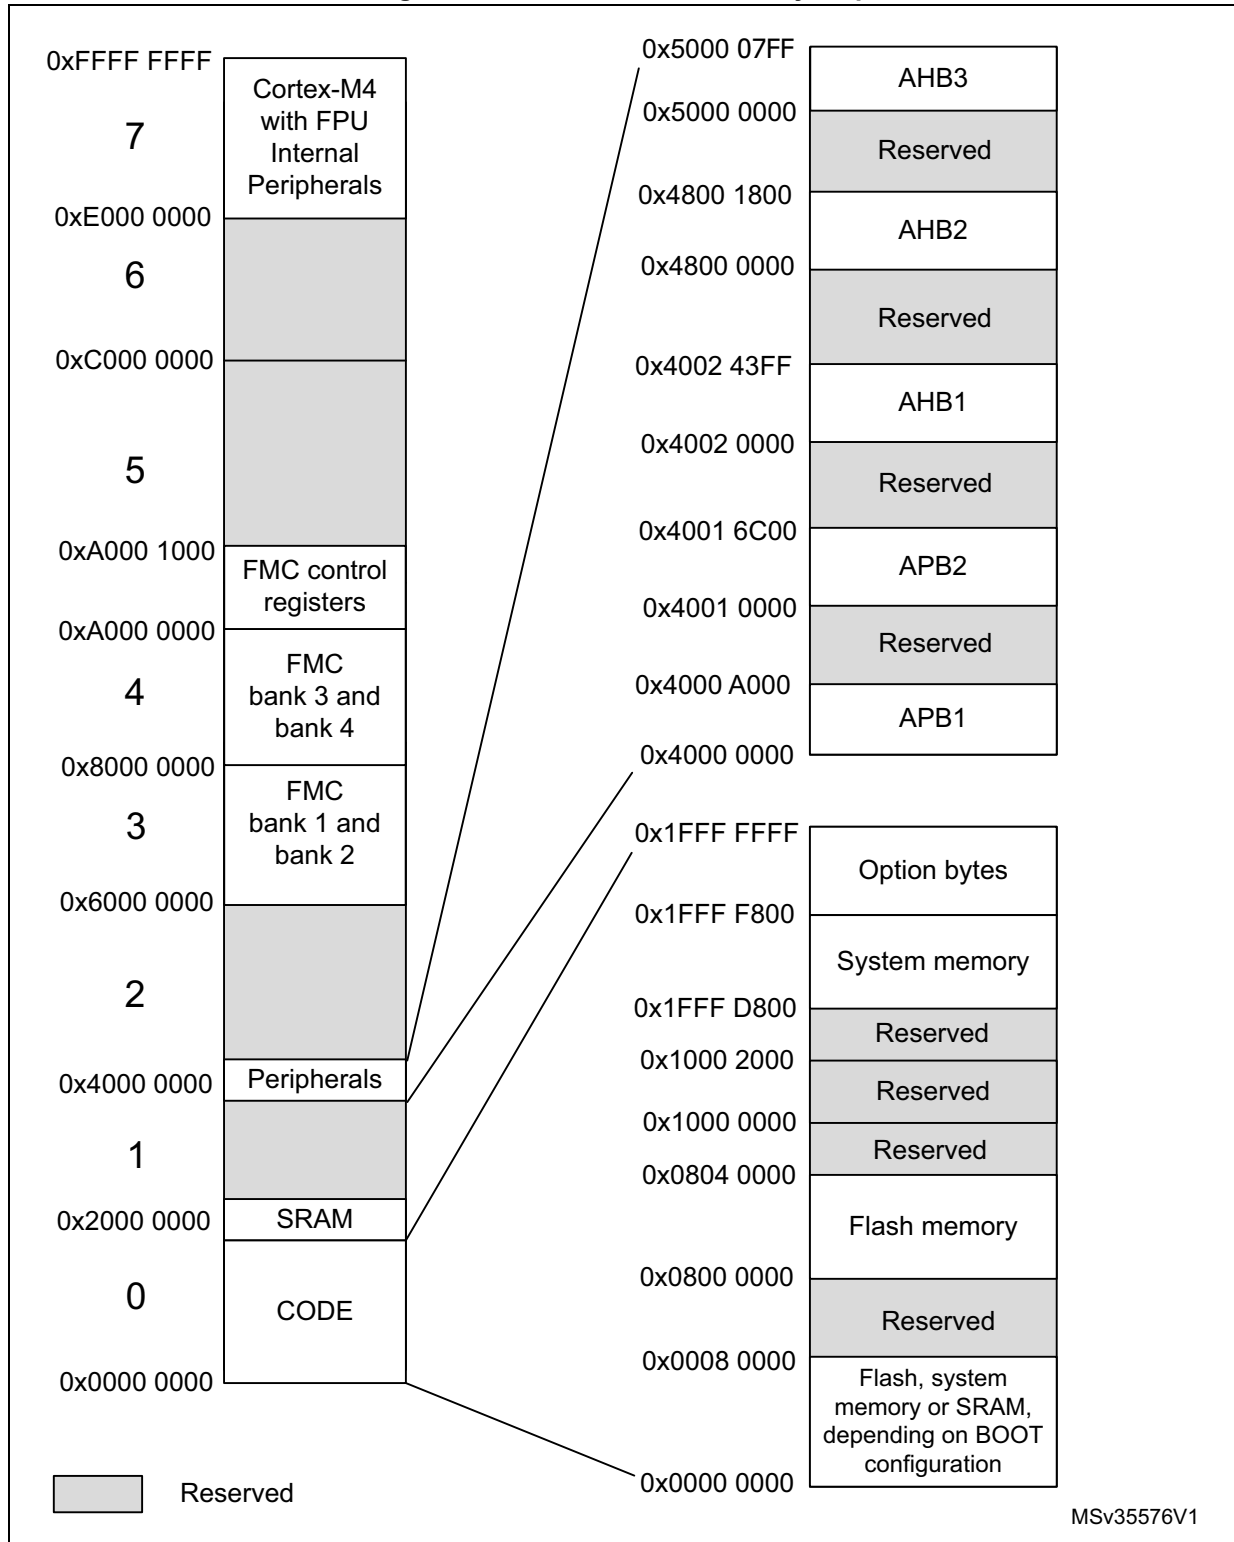 0xFFFF FFFF
Cortex-M4
with FPU
Internal
Peripherals
7
0xE000 0000
6
0xC000 0000
5
0xA000 1000
FMC control
registers
0xA000 0000
FMC
bank 3 and
bank 4
4
0x8000 0000
FMC
bank 1 and
bank 2
3
0x6000 0000
2
Peripherals
0x4000 0000
1
0x2000 0000
SRAM
0
CODE
0x0000 0000
Reserved
0x5000 07FF
AHB3
0x5000 0000
Reserved
0x4800 1800
AHB2
0x4800 0000
Reserved
0x4002 43FF
AHB1
0x4002 0000
Reserved
0x4001 6C00
APB2
0x4001 0000
Reserved
0x4000 A000
APB1
0x4000 0000
0x1FFF FFFF
Option bytes
0x1FFF F800
System memory
0x1FFF D800
Reserved
0x1000 2000
Reserved
0x1000 0000
Reserved
0x0804 0000
Flash memory
0x0800 0000
Reserved
0x0008 0000
Flash, system
memory or SRAM,
depending on BOOT
configuration
0x0000 0000
MSv35576V1